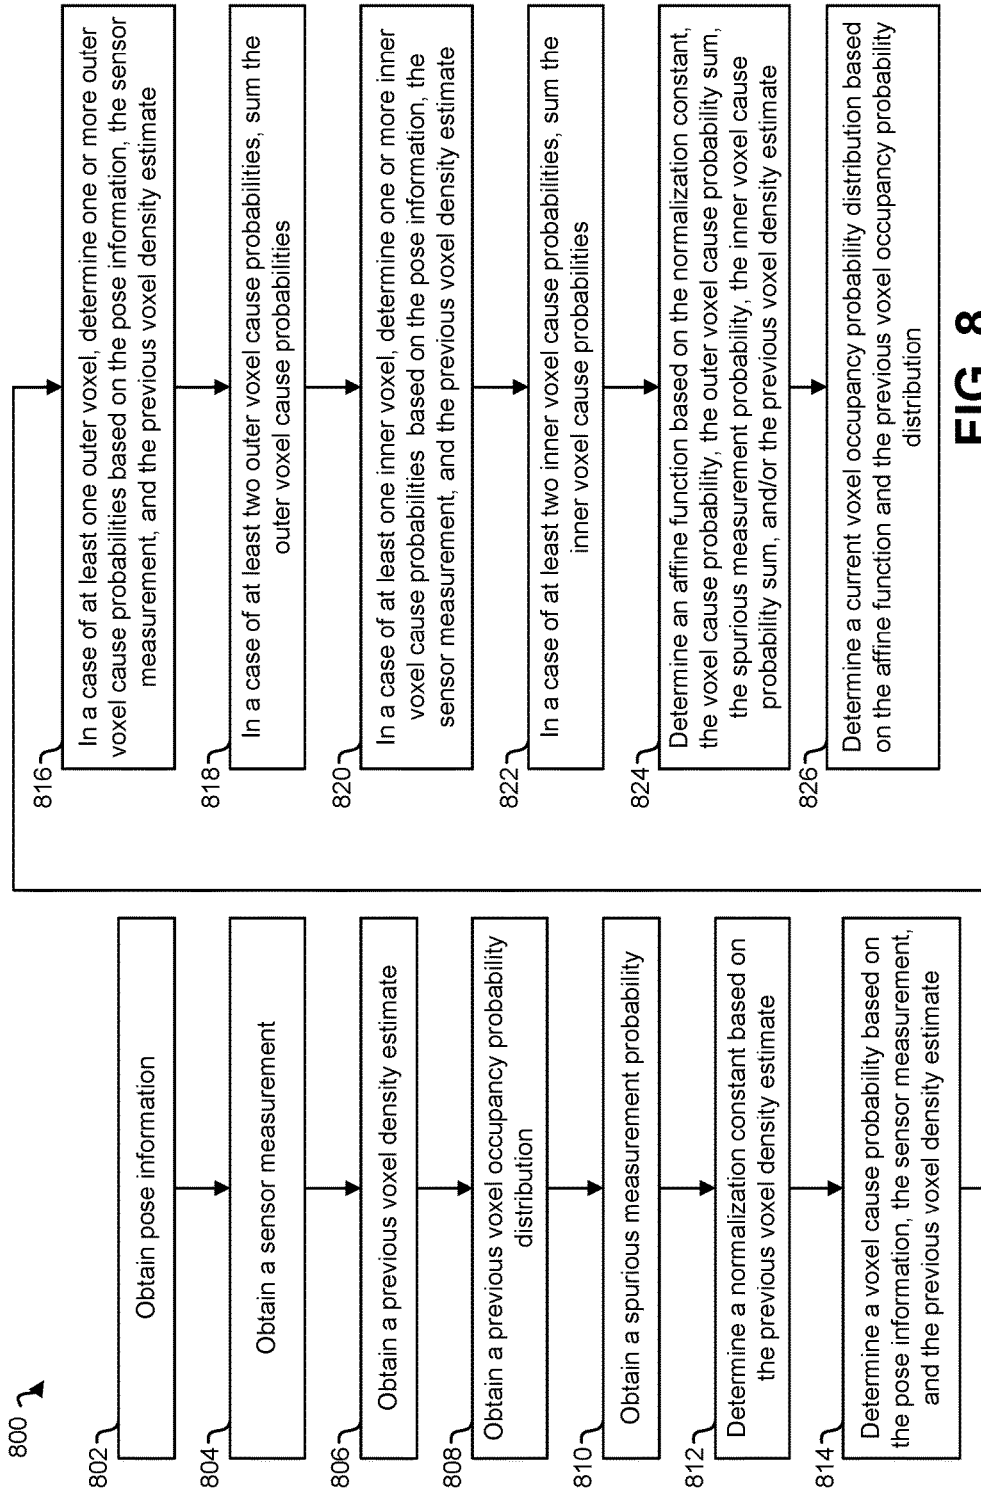 800
802
Obtain pose information
804
Obtain a sensor measurement
806
Obtain a previous voxel density estimate
808
Obtain a previous voxel occupancy probability
distribution
810
Obtain a spurious measurement probability
812
Determine a normalization constant based on
the previous voxel density estimate
814
Determine a voxel cause probability based on
the pose information, the sensor measurement,
and the previous voxel density estimate
816
In a case of at least one outer voxel, determine one or more outer
voxel cause probabilities based on the pose information, the sensor
measurement, and the previous voxel density estimate
818
In a case of at least two outer voxel cause probabilities, sum the
outer voxel cause probabilities
820
In a case of at least one inner voxel, determine one or more inner
voxel cause probabilities based on the pose information, the
sensor measurement, and the previous voxel density estimate
822
In a case of at least two inner voxel cause probabilities, sum the
inner voxel cause probabilities
824
Determine an affine function based on the normalization constant,
the voxel cause probability, the outer voxel cause probability sum,
the spurious measurement probability, the inner voxel cause
probability sum, and/or the previous voxel density estimate
826
Determine a current voxel occupancy probability distribution based
on the affine function and the previous voxel occupancy probability
distribution
FIG. 8